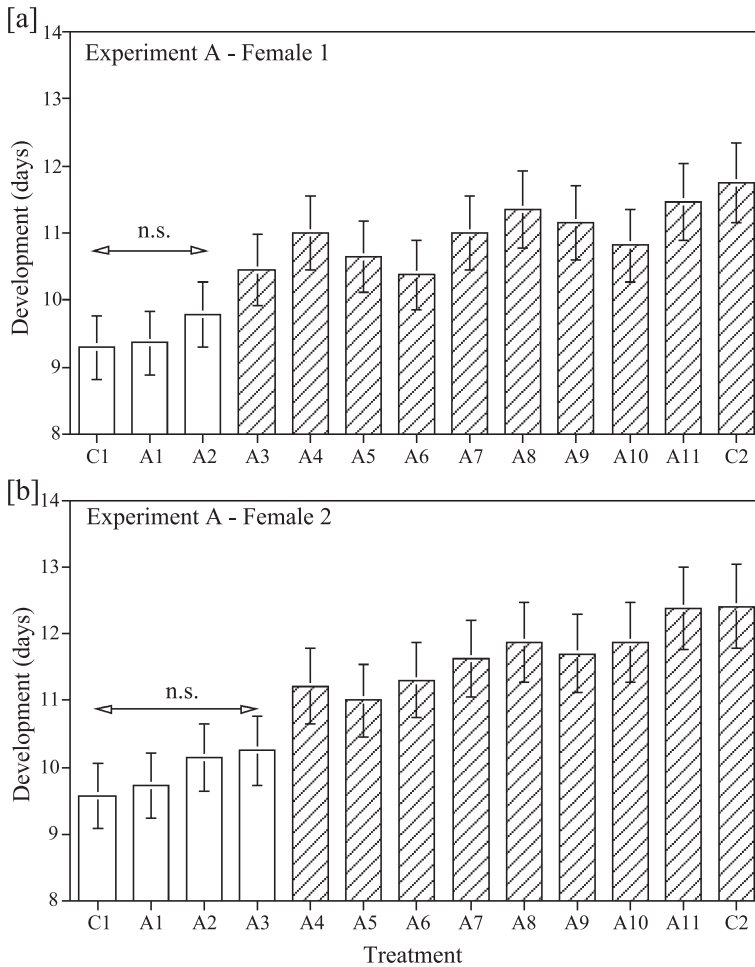 [a]
14
Experiment A - Female 1
13
12
11
10
9
8
n.s.
Development (days)
C1 A1 A2 A3 A4 A5 A6 A7 A8 A9 A10 A11 C2
[b]
14
Experiment A - Female 2
13
12
11
10
9
8
n.s.
Development (days)
C1 A1 A2 A3 A4 A5 A6 A7 A8 A9 A10 A11 C2
Treatment